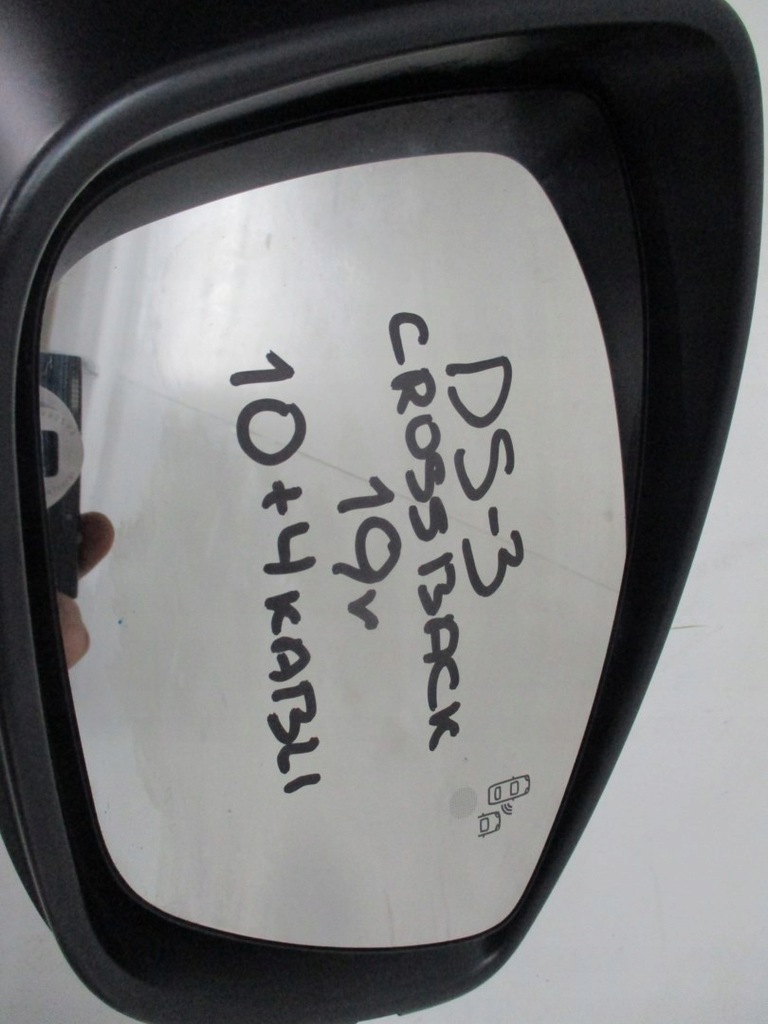 DS-3
CROSSBACK
19r
10+4 KABLI